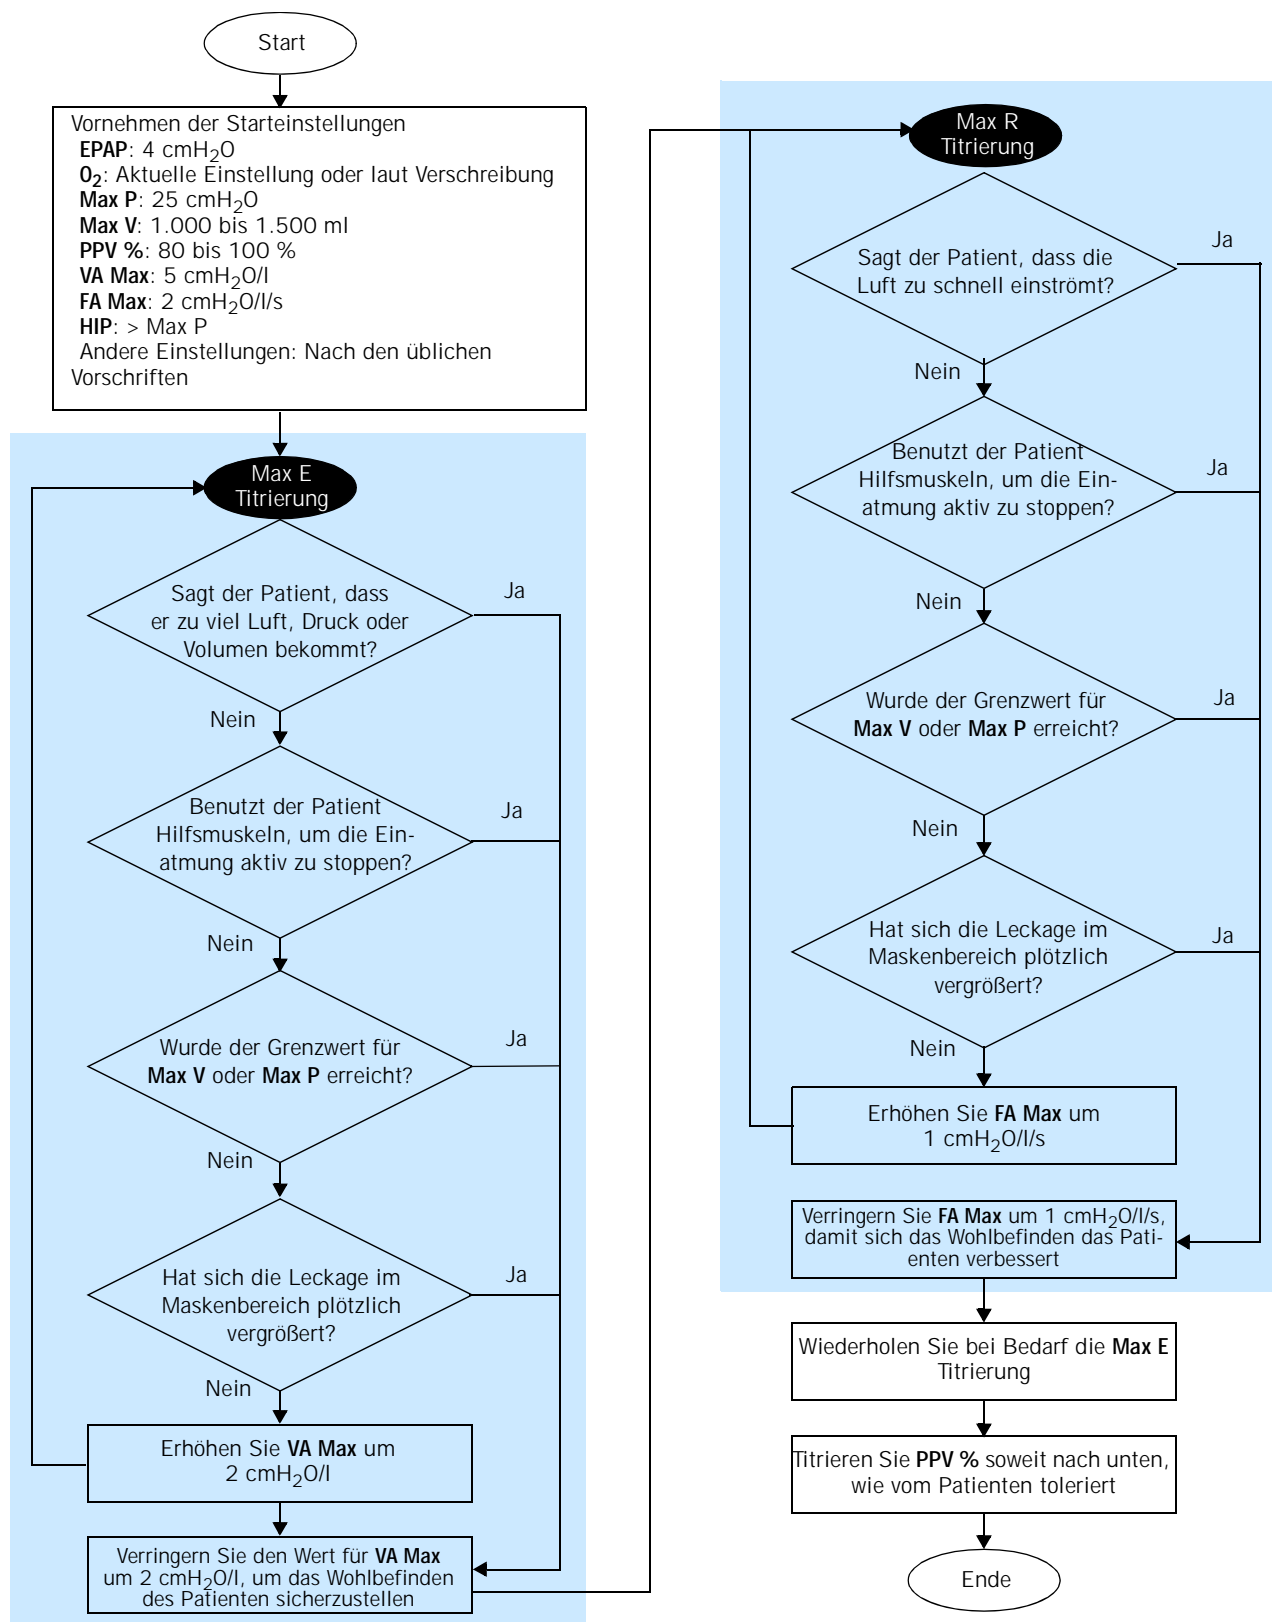 Start
Vornehmen der Starteinstellungen
EPAP: 4 cmH₂O
O₂: Aktuelle Einstellung oder laut Verschreibung
Max P: 25 cmH₂O
Max V: 1.000 bis 1.500 ml
PPV %: 80 bis 100 %
VA Max: 5 cmH₂O/l
FA Max: 2 cmH₂O/l/s
HIP: > Max P
Andere Einstellungen: Nach den üblichen
Vorschriften
Max E
Titrierung
Sagt der Patient, dass
er zu viel Luft, Druck oder
Volumen bekommt?
Ja
Nein
Benutzt der Patient
Hilfsmuskeln, um die Ein-
atmung aktiv zu stoppen?
Ja
Nein
Wurde der Grenzwert für
Max V oder Max P erreicht?
Ja
Nein
Hat sich die Leckage im
Maskenbereich plötzlich
vergrößert?
Ja
Nein
Erhöhen Sie VA Max um
2 cmH₂O/l
Verringern Sie den Wert für VA Max
um 2 cmH₂O/l, um das Wohlbefinden
des Patienten sicherzustellen
Max R
Titrierung
Sagt der Patient, dass die
Luft zu schnell einströmt?
Ja
Nein
Benutzt der Patient
Hilfsmuskeln, um die Ein-
atmung aktiv zu stoppen?
Ja
Nein
Wurde der Grenzwert für
Max V oder Max P erreicht?
Ja
Nein
Hat sich die Leckage im
Maskenbereich plötzlich
vergrößert?
Ja
Nein
Erhöhen Sie FA Max um
1 cmH₂O/l/s
Verringern Sie FA Max um 1 cmH₂O/l/s,
damit sich das Wohlbefinden das Pati-
enten verbessert
Wiederholen Sie bei Bedarf die Max E
Titrierung
Titrieren Sie PPV % soweit nach unten,
wie vom Patienten toleriert
Ende